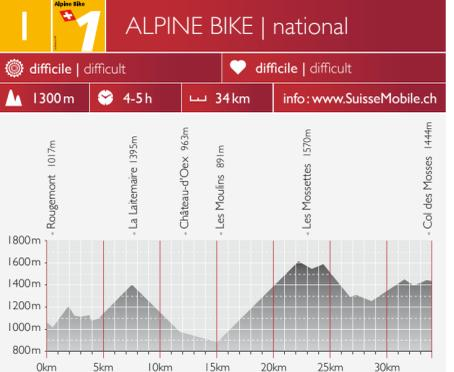 Alpine Bike
1
1
ALPINE BIKE | national
difficile | difficult
difficile | difficult
1300 m
4-5 h
34 km
info : www.SuisseMobile.ch
Rougemont 1017m
La Laitemaire 1395m
Château-d'Oex 963m
Les Moulins 891m
Les Mossettes 1570m
Col des Mosses 1444m
1800m
1600m
1400m
1200m
1000m
800m
0km
5km
10km
15km
20km
25km
30km